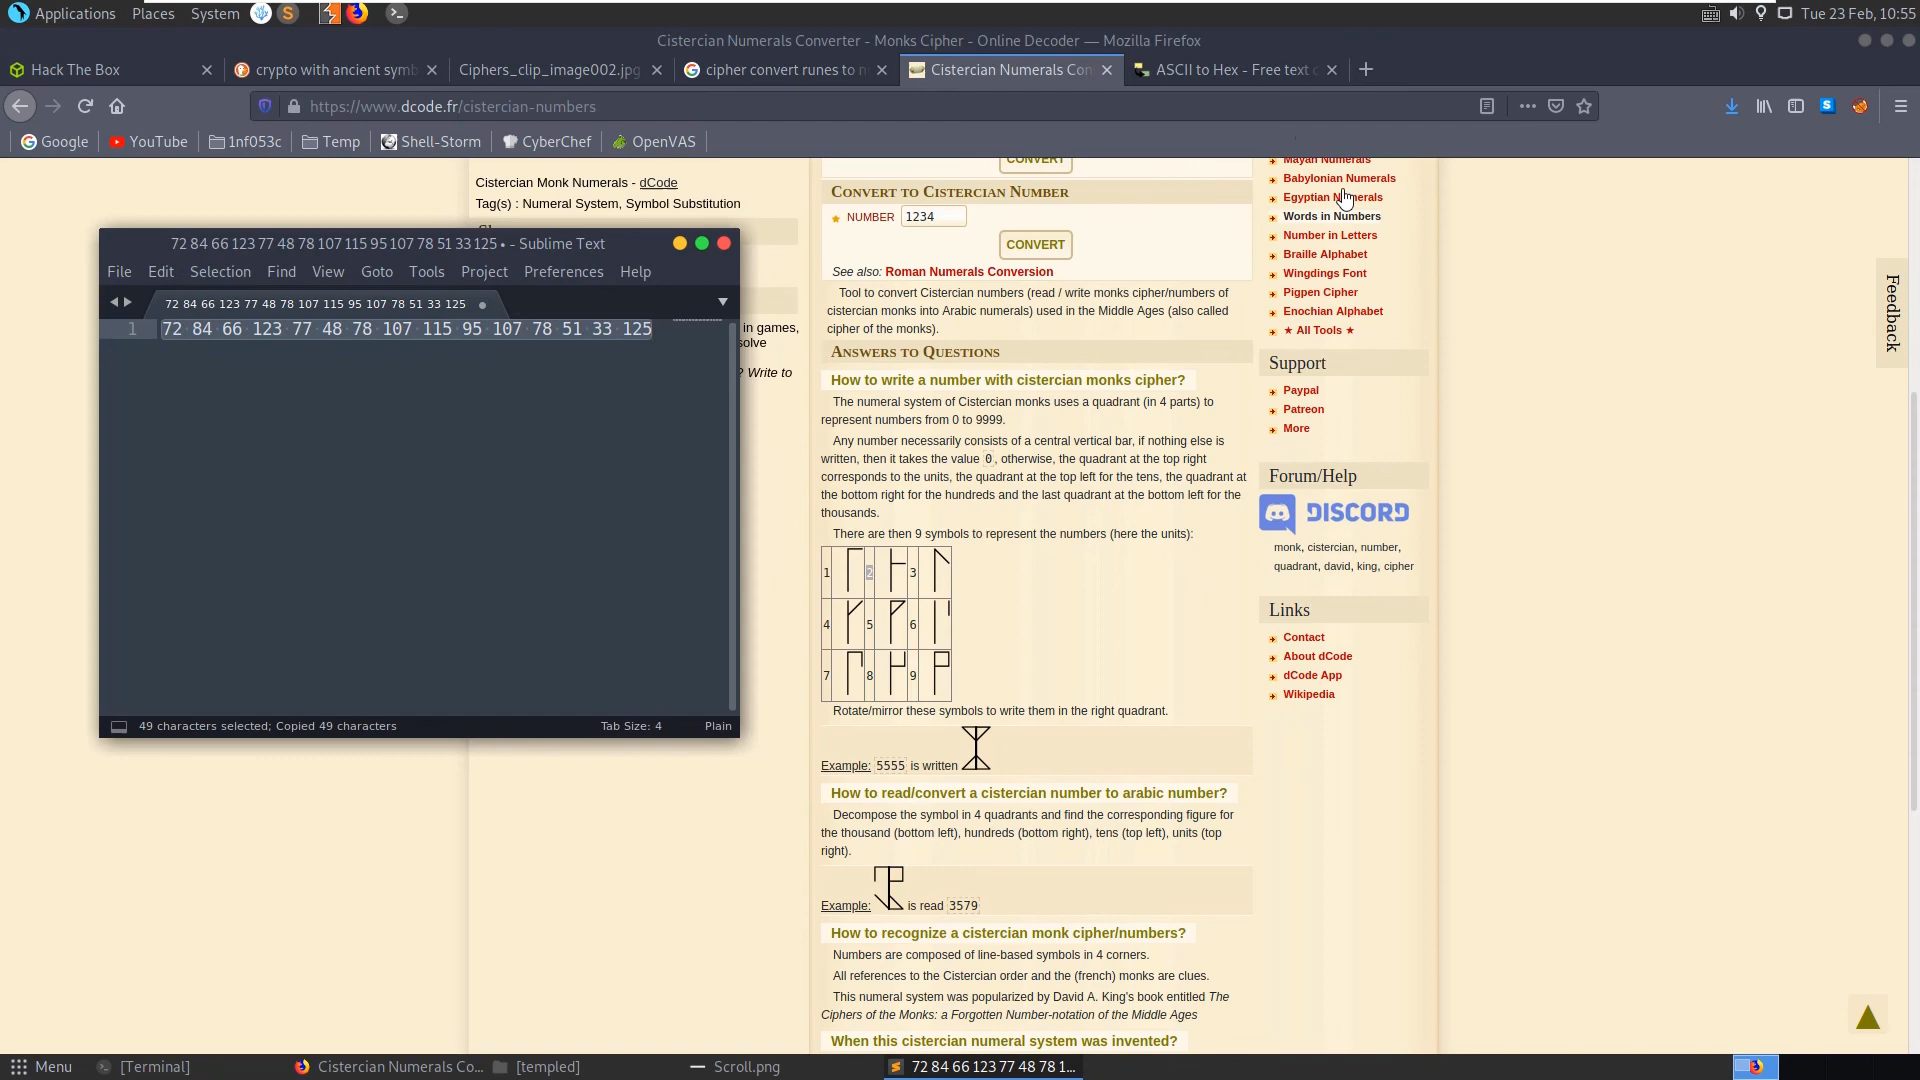 Applications Places System Tue 23 Feb, 10:55
Cistercian Numerals Converter - Monks Cipher - Online Decoder — Mozilla Firefox
Hack The Box
crypto with ancient symb
Ciphers_clip_image002.jpg
cipher convert runes to n
Cistercian Numerals Con
ASCII to Hex - Free text c
https://www.dcode.fr/cistercian-numbers
Google YouTube 1nf053c Temp Shell-Storm CyberChef OpenVAS
Cistercian Monk Numerals - dCode
Tag(s) : Numeral System, Symbol Substitution
in games,
solve
? Write to
72 84 66 123 77 48 78 107 115 95 107 78 51 33 125 • - Sublime Text
File Edit Selection Find View Goto Tools Project Preferences Help
72 84 66 123 77 48 78 107 115 95 107 78 51 33 125
1 72 84 66 123 77 48 78 107 115 95 107 78 51 33 125
49 characters selected; Copied 49 characters Tab Size: 4 Plain
CONVERT
CONVERT TO CISTERCIAN NUMBER
NUMBER 1234
CONVERT
See also: Roman Numerals Conversion
Tool to convert Cistercian numbers (read / write monks cipher/numbers of
cistercian monks into Arabic numerals) used in the Middle Ages (also called
cipher of the monks).
ANSWERS TO QUESTIONS
How to write a number with cistercian monks cipher?
The numeral system of Cistercian monks uses a quadrant (in 4 parts) to
represent numbers from 0 to 9999.
Any number necessarily consists of a central vertical bar, if nothing else is
written, then it takes the value 0, otherwise, the quadrant at the top right
corresponds to the units, the quadrant at the top left for the tens, the quadrant at
the bottom right for the hundreds and the last quadrant at the bottom left for the
thousands.
There are then 9 symbols to represent the numbers (here the units):
1 2 3
4 5 6
7 8 9
Rotate/mirror these symbols to write them in the right quadrant.
Example: 5555 is written
How to read/convert a cistercian number to arabic number?
Decompose the symbol in 4 quadrants and find the corresponding figure for
the thousand (bottom left), hundreds (bottom right), tens (top left), units (top
right).
Example: is read 3579
How to recognize a cistercian monk cipher/numbers?
Numbers are composed of line-based symbols in 4 corners.
All references to the Cistercian order and the (french) monks are clues.
This numeral system was popularized by David A. King's book entitled The
Ciphers of the Monks: a Forgotten Number-notation of the Middle Ages
When this cistercian numeral system was invented?
Mayan Numerals
Babylonian Numerals
Egyptian Numerals
Words in Numbers
Number in Letters
Braille Alphabet
Wingdings Font
Pigpen Cipher
Enochian Alphabet
★ All Tools ★
Support
Paypal
Patreon
More
Forum/Help
DISCORD
monk, cistercian, number,
quadrant, david, king, cipher
Links
Contact
About dCode
dCode App
Wikipedia
Feedback
▲
Menu [Terminal] Cistercian Numerals Co... [templed] Scroll.png 72 84 66 123 77 48 78 1...